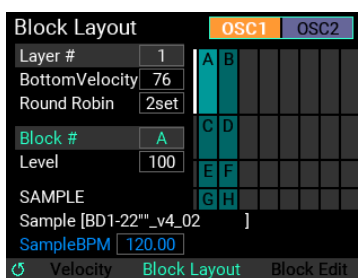 Block Layout OSC1 OSC2
Layer # 1 A B
BottomVelocity 76
Round Robin 2set
Block # A C D
Level 100 E F
SAMPLE G H
Sample [BD1-22""_v4_02 ]
SampleBPM 120.00
Velocity Block Layout Block Edit